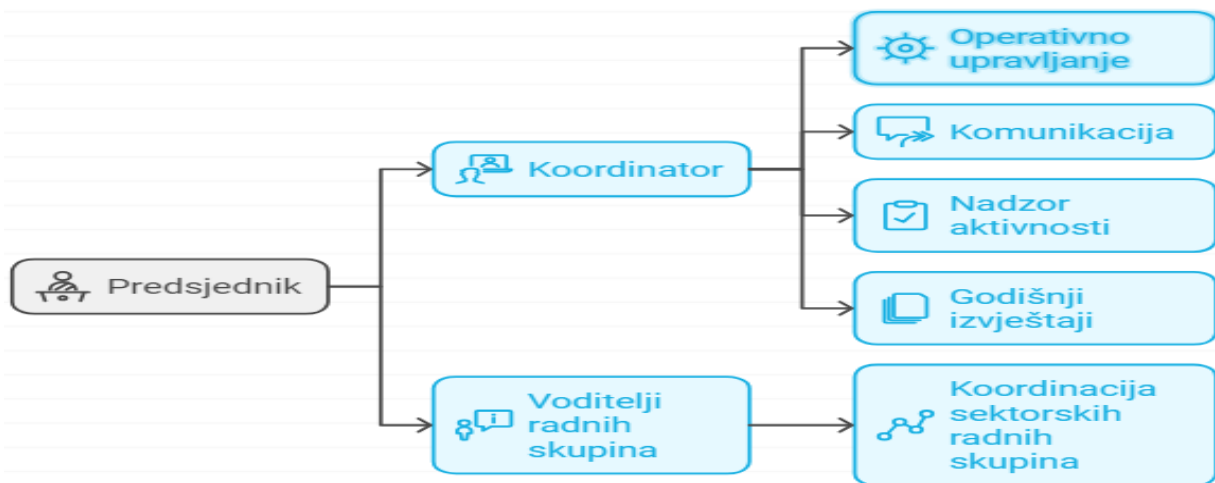 Predsjednik
Koordinator
Voditelji
radnih
skupina
Operativno
upravljanje
Komunikacija
Nadzor
aktivnosti
Godišnji
izvještaji
Koordinacija
sektorskih
radnih
skupina